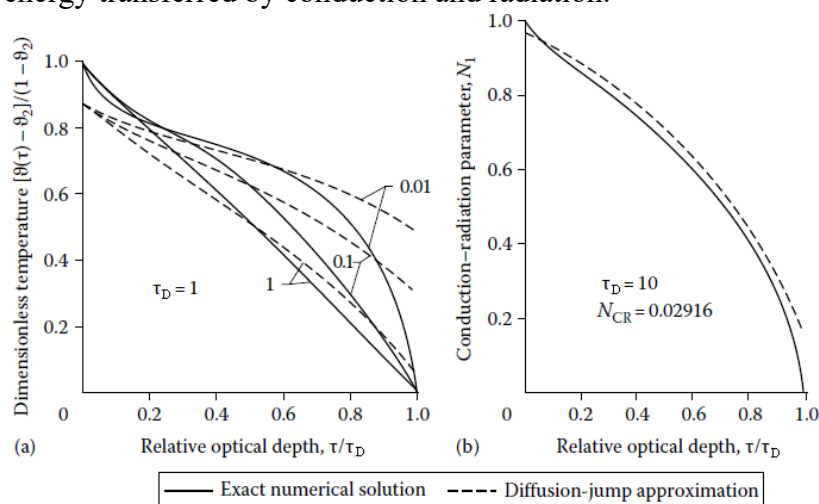 energy transferred by conduction and radiation.
Dimensionless temperature [ϑ(τ) – ϑ2]/(1 – ϑ2)
1.0
0.8
0.6
0.4
0.2
0
0.2
0.4
0.6
0.8
1.0
0.01
0.1
1
τD = 1
(a)
Relative optical depth, τ/τD
Conduction–radiation parameter, N1
1.0
0.8
0.6
0.4
0.2
0
0.2
0.4
0.6
0.8
1.0
τD = 10
NCR = 0.02916
(b)
Relative optical depth, τ/τD
Exact numerical solution
Diffusion-jump approximation